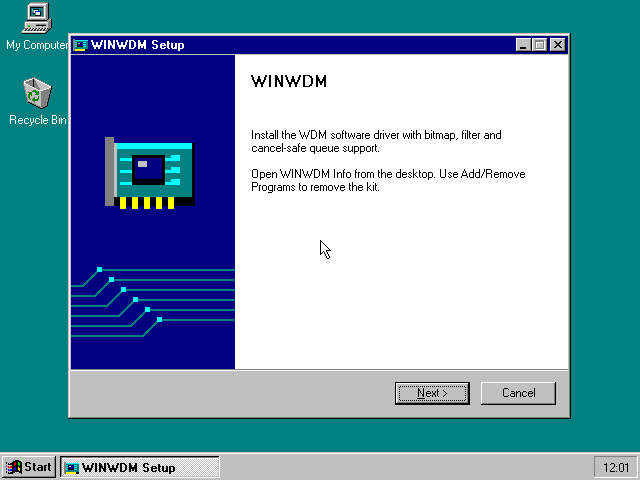 My Computer
WINWDM Setup
WINWDM
Install the WDM software driver with bitmap, filter and
cancel-safe queue support.
Recycle Bin
Open WINWDM Info from the desktop. Use Add/Remove
Programs to remove the kit.
Next >
Cancel
Start
WINWDM Setup
12:01